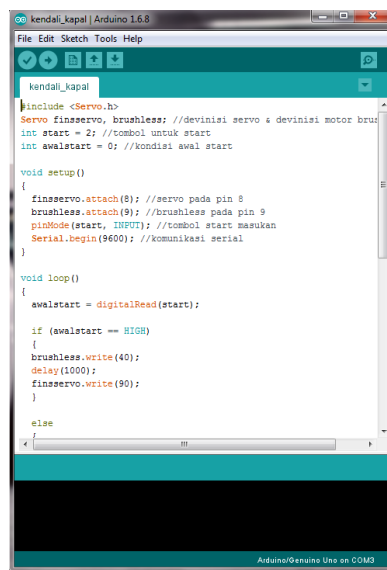 kendali_kapal | Arduino 1.6.8
File Edit Sketch Tools Help
kendali_kapal
#include <Servo.h>
Servo finsservo, brushless; //devinisi servo & devinisi motor brus
int start = 2; //tombol untuk start
int awalstart = 0; //kondisi awal start
void setup()
{
finsservo.attach(8); //servo pada pin 8
brushless.attach(9); //brushless pada pin 9
pinMode(start, INPUT); //tombol start masukan
Serial.begin(9600); //komunikasi serial
}
void loop()
{
awalstart = digitalRead(start);
if (awalstart == HIGH)
{
brushless.write(40);
delay(1000);
finsservo.write(90);
}
else
{
Arduino/Genuino Uno on COM3